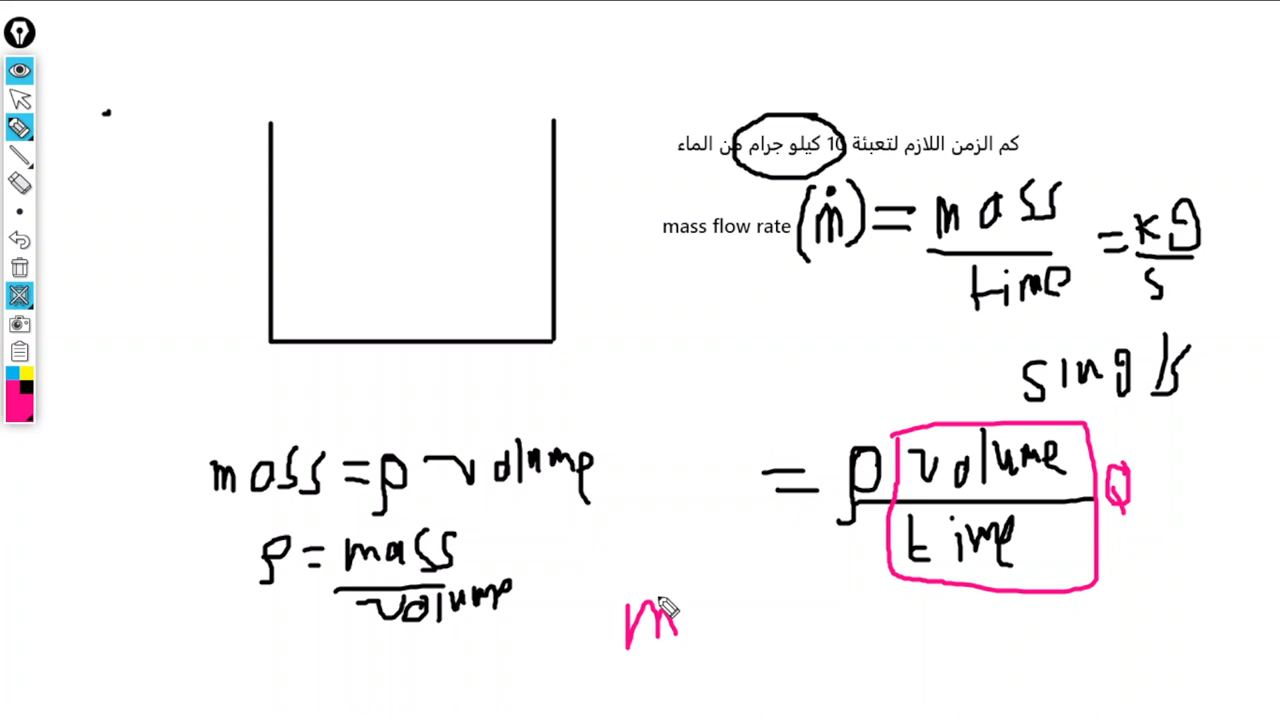 كم الزمن اللازم لتعبئة 10 كيلو جرام من الماء
mass flow rate (ṁ) = mass / time = kg / s
slug/s
mass = ρ volume
= ρ volume / time Q
ρ = mass / volume
m